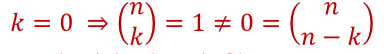 k = 0 ⇒ (n k) = 1 ≠ 0 = (n n − k)